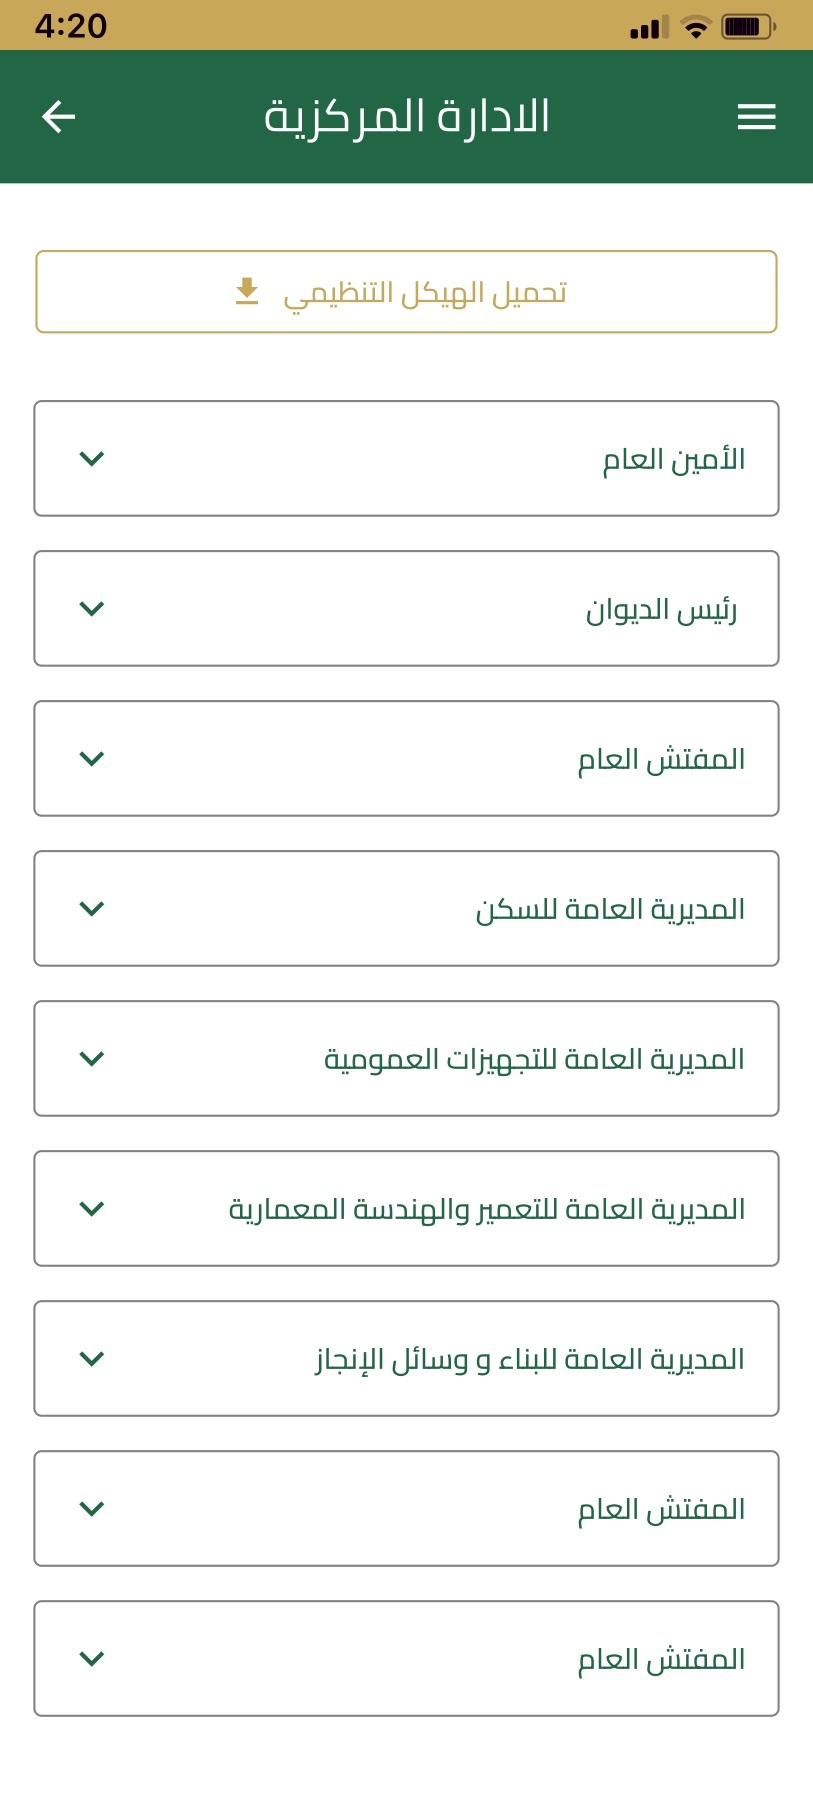 4:20
الادارة المركزية
تحميل الهيكل التنظيمي
الأمين العام
رئيس الديوان
المفتش العام
المديرية العامة للسكن
المديرية العامة للتجهيزات العمومية
المديرية العامة للتعمير والهندسة المعمارية
المديرية العامة للبناء و وسائل الإنجاز
المفتش العام
المفتش العام